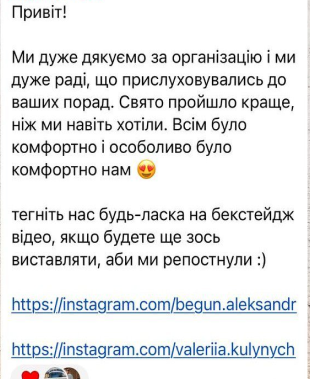 Привіт!
Ми дуже дякуємо за організацію і ми
дуже раді, що прислуховувались до
ваших порад. Свято пройшло краще,
ніж ми навіть хотіли. Всім було
комфортно і особоливо було
комфортно нам 😍
тегніть нас будь-ласка на бекстейдж
відео, якщо будете ще зось
виставляти, аби ми репостнули :)
https://instagram.com/begun.aleksandr
https://instagram.com/valeriia.kulynych